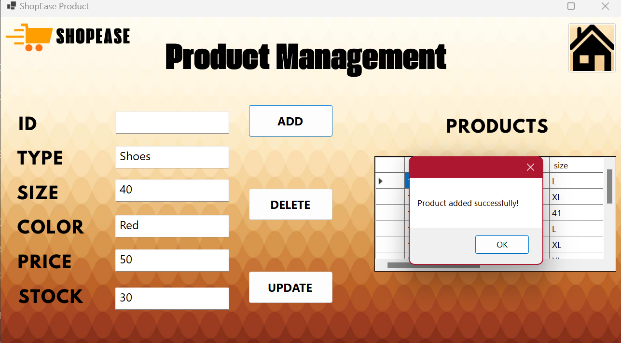 ShopEase Product
SHOPEASE
Product Management
ID
ADD
PRODUCTS
TYPE
Shoes
size
L
SIZE
40
DELETE
XI
Product added successfully!
41
COLOR
Red
L
OK
XL
PRICE
50
UPDATE
STOCK
30